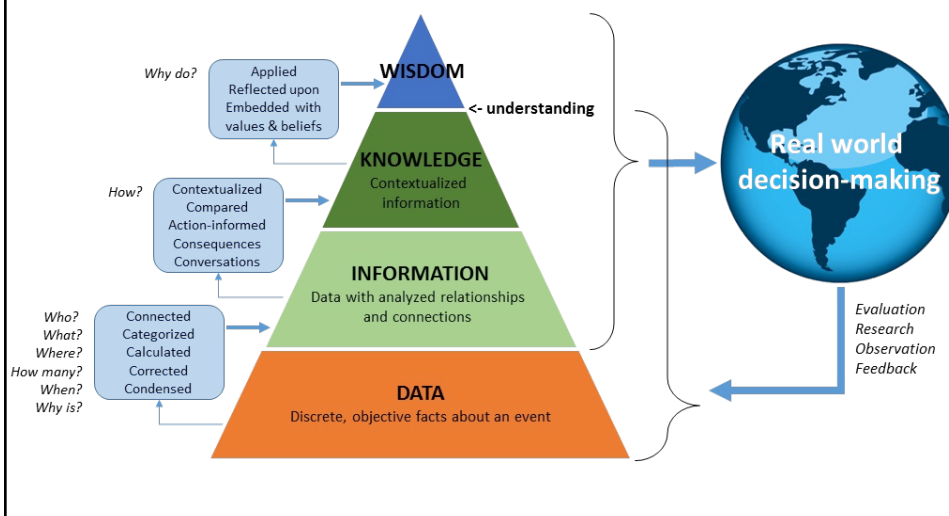 WISDOM
Why do?
Applied
Reflected upon
Embedded with
values & beliefs
<- understanding
KNOWLEDGE
Contextualized
information
How?
Contextualized
Compared
Action-informed
Consequences
Conversations
INFORMATION
Data with analyzed relationships
and connections
Who?
What?
Where?
How many?
When?
Why is?
Connected
Categorized
Calculated
Corrected
Condensed
DATA
Discrete, objective facts about an event
Real world
decision-making
Evaluation
Research
Observation
Feedback